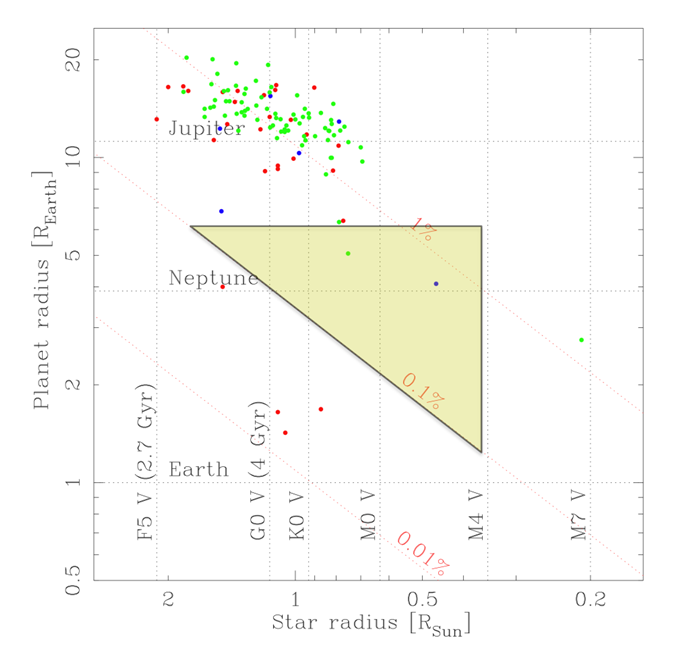 20
10
5
2
1
0.5
Planet radius [R_Earth]
Jupiter
1%
Neptune
0.1%
Earth
0.01%
F5 V (2.7 Gyr)
G0 V (4 Gyr)
K0 V
M0 V
M4 V
M7 V
2 1 0.5 0.2
Star radius [R_Sun]